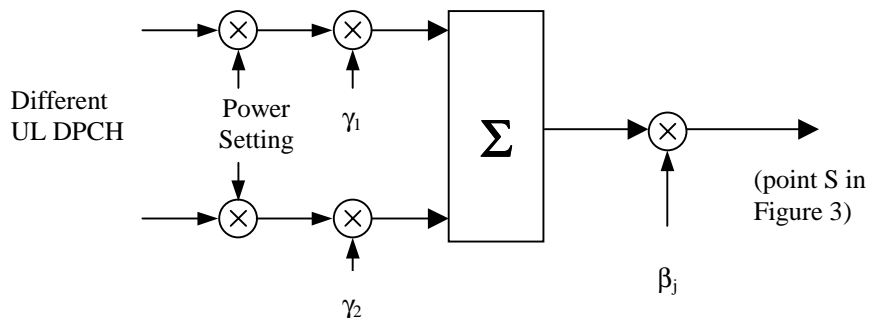 Different
UL DPCH
Power
Setting
γ1
Σ
(point S in
Figure 3)
γ2
βj